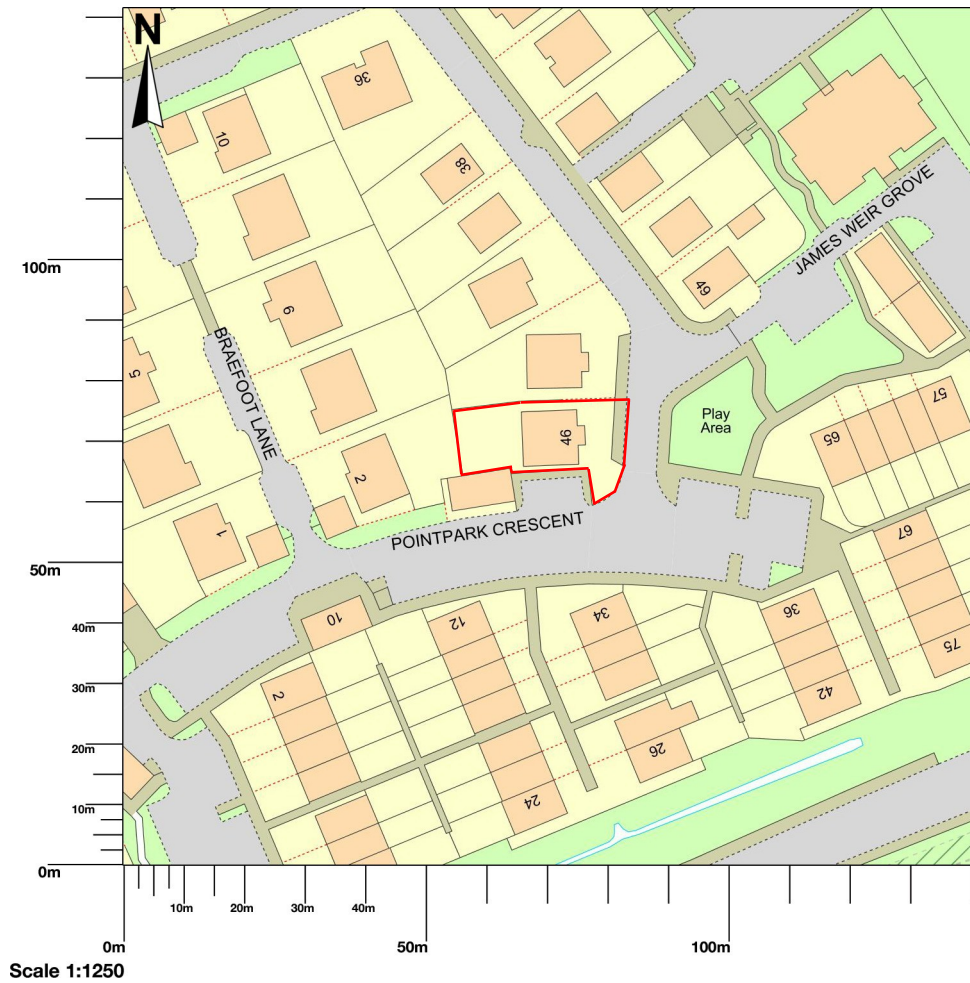 N
36
10
38
JAMES WEIR GROVE
49
9
BRAEFOOT LANE
5
57
Play
Area
46
65
2
1
POINTPARK CRESCENT
67
10
12
34
36
75
2
42
26
24
100m
50m
40m
30m
20m
10m
0m
10m
20m
30m
40m
0m
50m
100m
Scale 1:1250